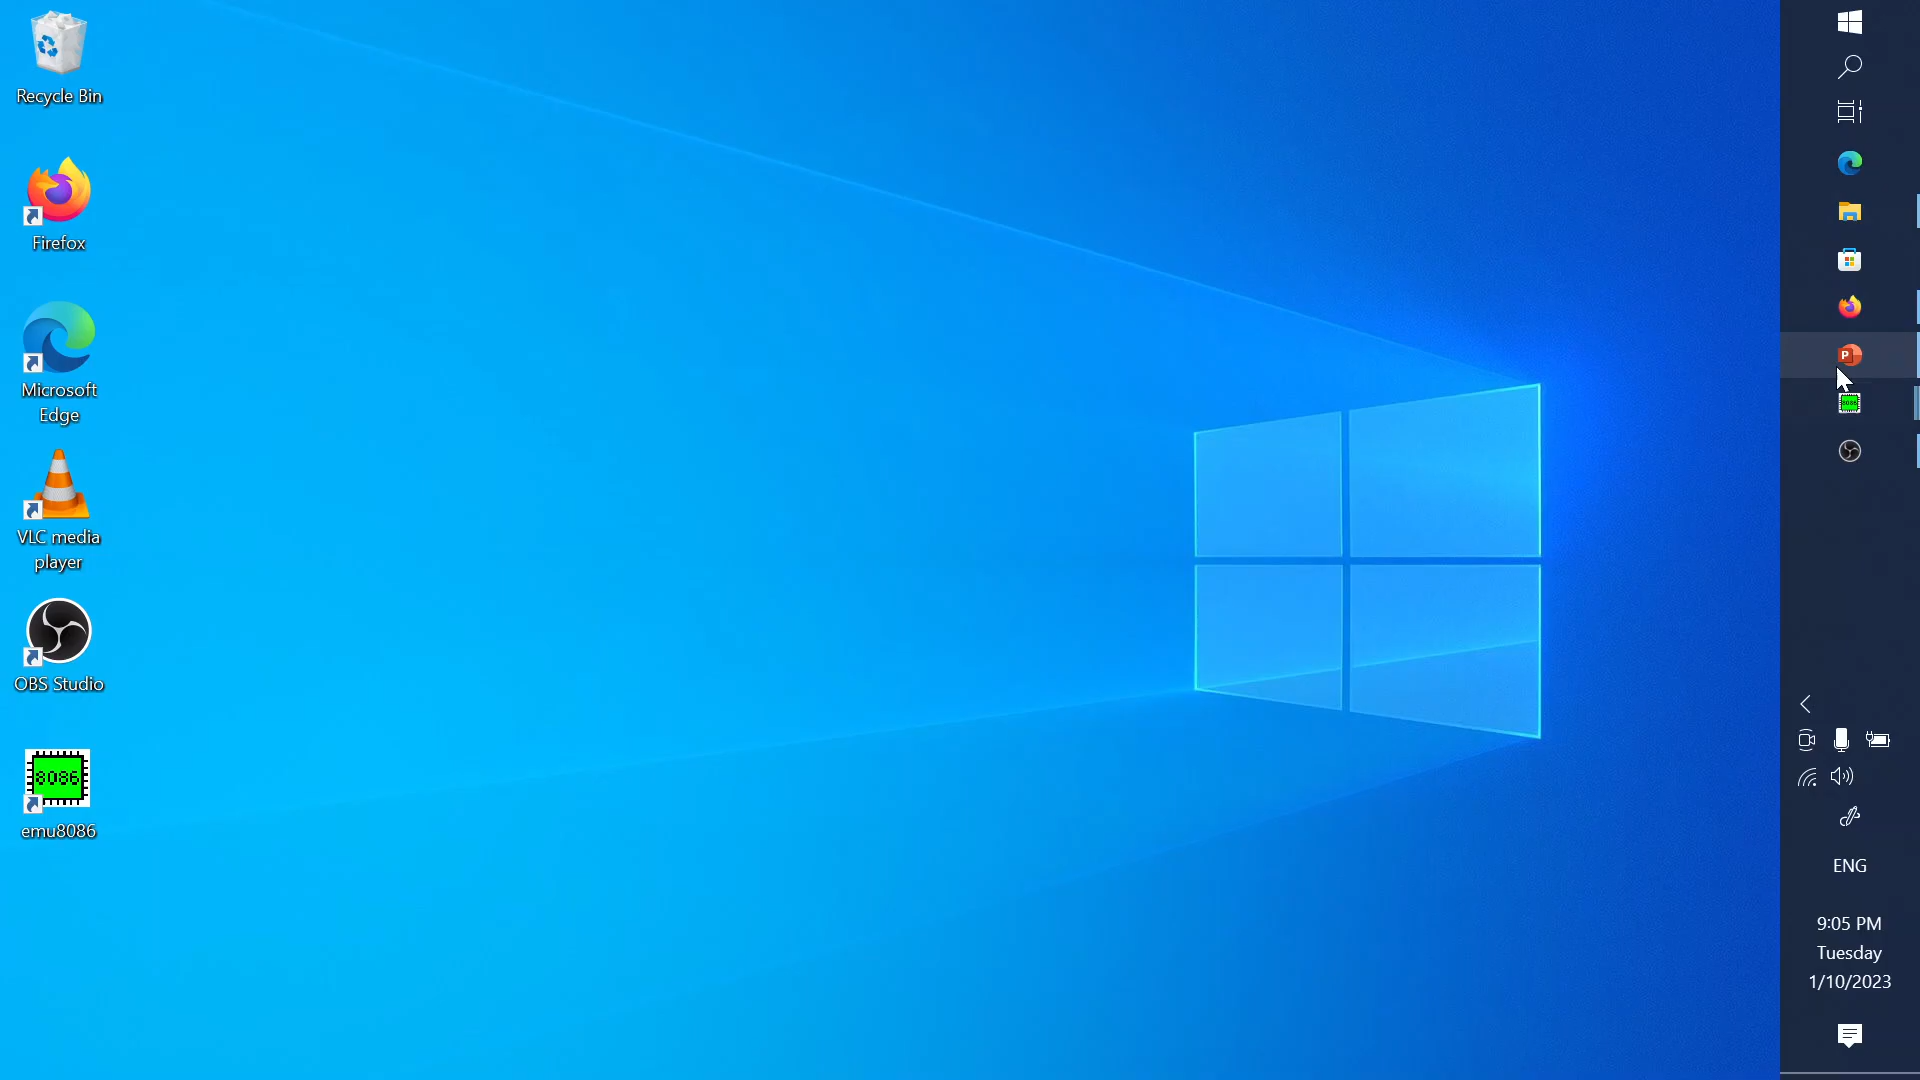 Recycle Bin
Firefox
Microsoft
Edge
VLC media
player
OBS Studio
8086
emu8086
P
8086
ENG
9:05 PM
Tuesday
1/10/2023